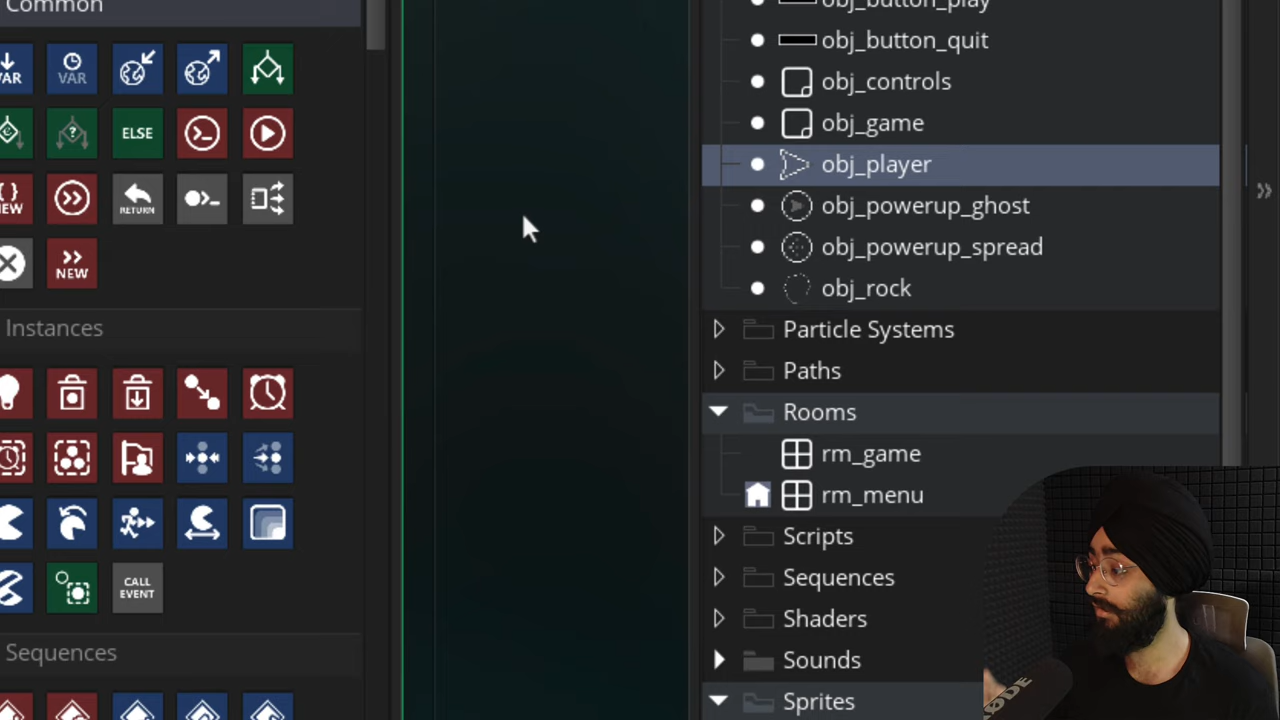 Common
VAR
VAR
ELSE
NEW
RETURN
NEW
Instances
CALL
EVENT
Sequences
obj_button_play
obj_button_quit
obj_controls
obj_game
obj_player
obj_powerup_ghost
obj_powerup_spread
obj_rock
Particle Systems
Paths
Rooms
rm_game
rm_menu
Scripts
Sequences
Shaders
Sounds
Sprites
RØDE